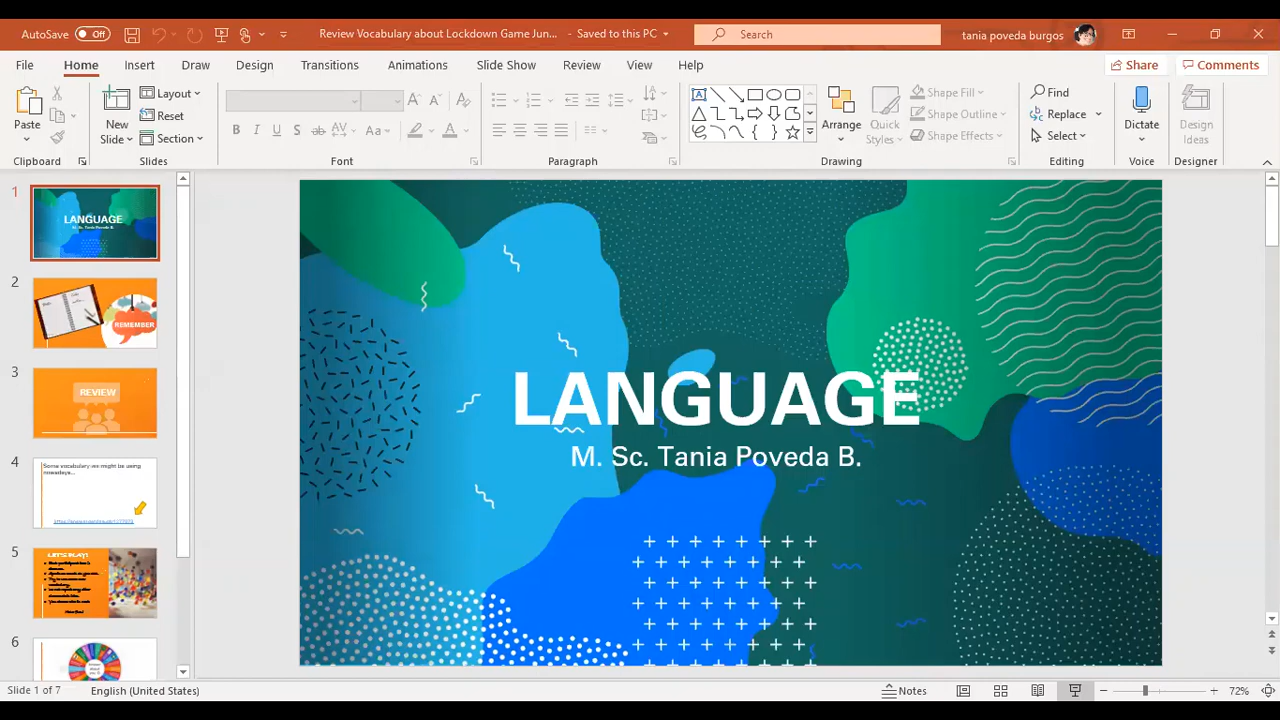 AutoSave
Off
Review Vocabulary about Lockdown Game Jun... - Saved to this PC
Search
tania poveda burgos
File
Home
Insert
Draw
Design
Transitions
Animations
Slide Show
Review
View
Help
Share
Comments
Paste
New
Slide
Layout
Reset
Section
B I U S ab AV Aa A
Arrange
Quick
Styles
Shape Fill
Shape Outline
Shape Effects
Find
Replace
Select
Dictate
Design
Ideas
Clipboard
Slides
Font
Paragraph
Drawing
Editing
Voice
Designer
1
LANGUAGE
M. Sc. Tania Poveda B.
2
REMEMBER
3
REVIEW
4
Some vocabulary we might be using
nowadays...
5
LET'S PLAY!
6
LANGUAGE
M. Sc. Tania Poveda B.
Slide 1 of 7
English (United States)
Notes
72%